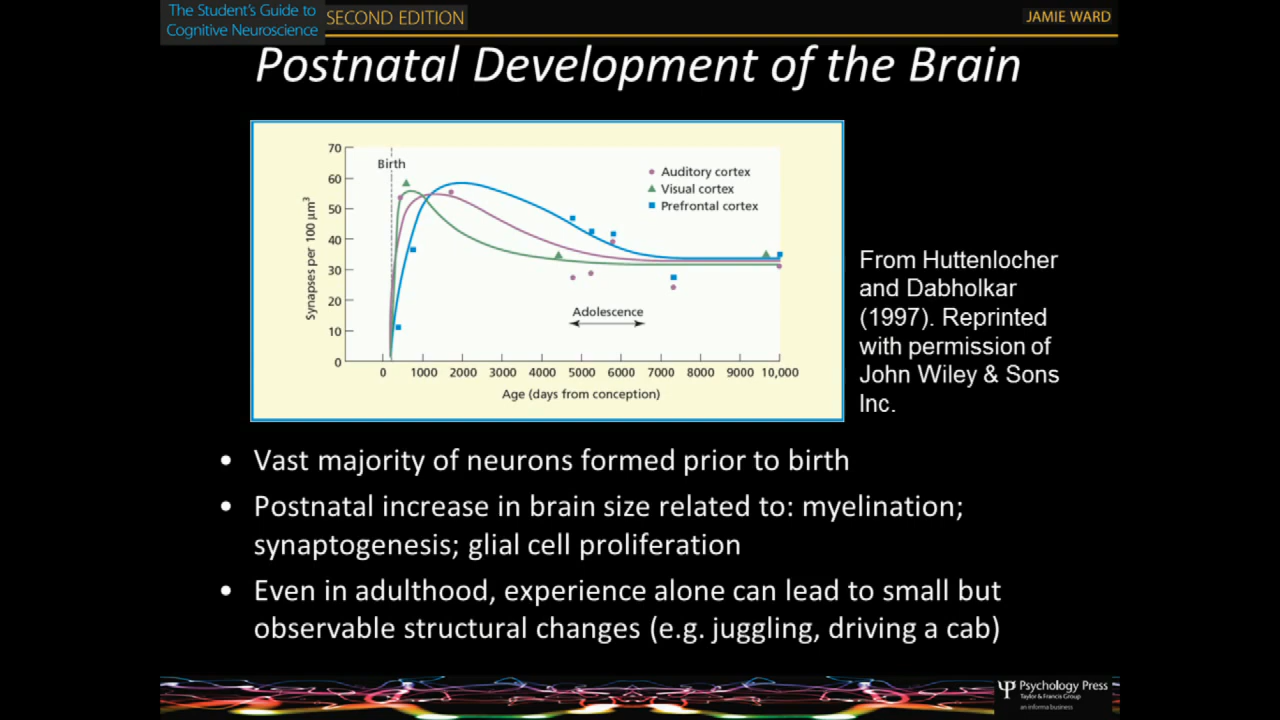 The Student's Guide to
Cognitive Neuroscience
SECOND EDITION
JAMIE WARD
Postnatal Development of the Brain
70
60
50
40
30
20
10
0
Synapses per 100 μm³
Birth
Auditory cortex
Visual cortex
Prefrontal cortex
Adolescence
0 1000 2000 3000 4000 5000 6000 7000 8000 9000 10,000
Age (days from conception)
From Huttenlocher
and Dabholkar
(1997). Reprinted
with permission of
John Wiley & Sons
Inc.
• Vast majority of neurons formed prior to birth
• Postnatal increase in brain size related to: myelination;
synaptogenesis; glial cell proliferation
• Even in adulthood, experience alone can lead to small but
observable structural changes (e.g. juggling, driving a cab)
Psychology Press
Taylor & Francis Group
an informa business